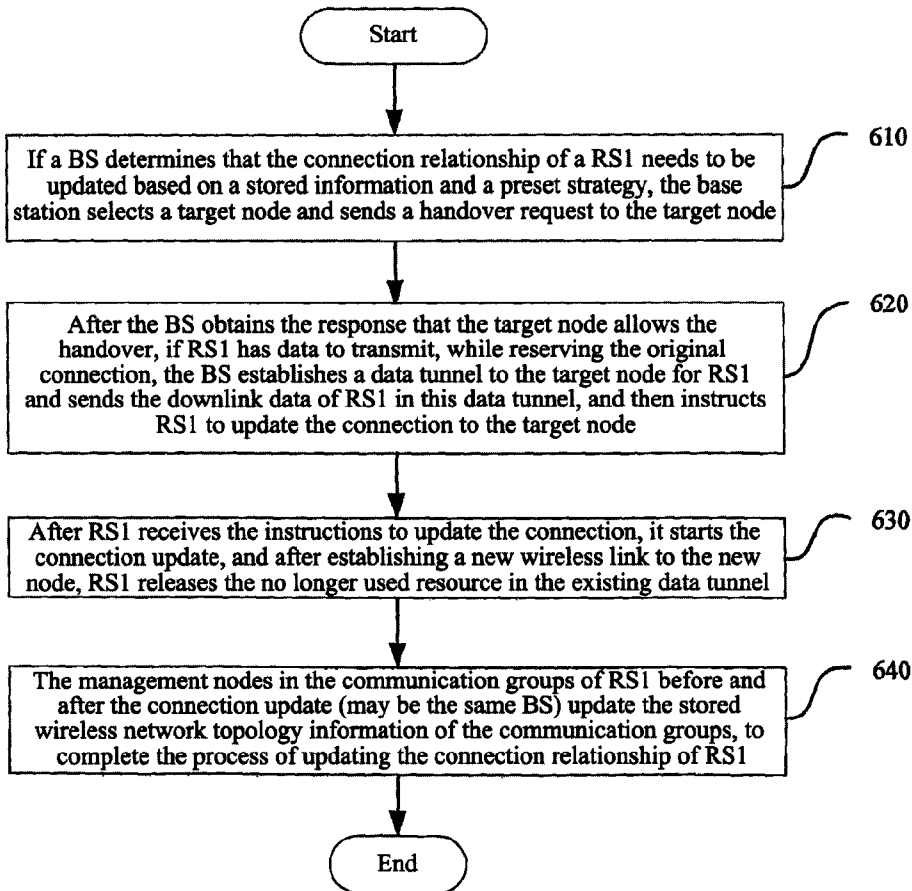 Start
610
If a BS determines that the connection relationship of a RS1 needs to be
updated based on a stored information and a preset strategy, the base
station selects a target node and sends a handover request to the target node
620
After the BS obtains the response that the target node allows the
handover, if RS1 has data to transmit, while reserving the original
connection, the BS establishes a data tunnel to the target node for RS1
and sends the downlink data of RS1 in this data tunnel, and then instructs
RS1 to update the connection to the target node
630
After RS1 receives the instructions to update the connection, it starts the
connection update, and after establishing a new wireless link to the new
node, RS1 releases the no longer used resource in the existing data tunnel
640
The management nodes in the communication groups of RS1 before and
after the connection update (may be the same BS) update the stored
wireless network topology information of the communication groups, to
complete the process of updating the connection relationship of RS1
End